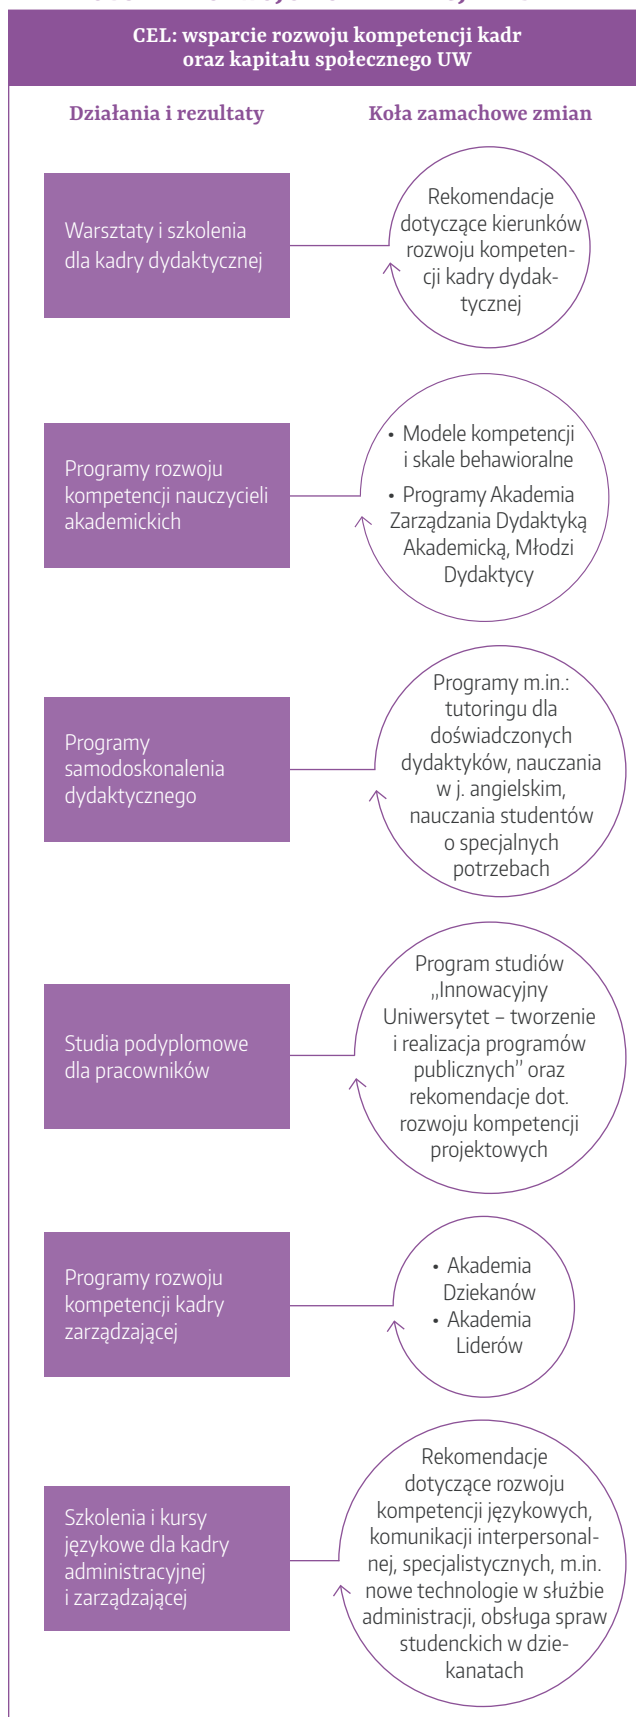 CEL: wsparcie rozwoju kompetencji kadr
oraz kapitału społecznego UW
Działania i rezultaty
Koła zamachowe zmian
Warsztaty i szkolenia
dla kadry dydaktycznej
Rekomendacje
dotyczące kierunków
rozwoju kompeten-
cji kadry dydak-
tycznej
Programy rozwoju
kompetencji nauczycieli
akademickich
• Modele kompetencji
i skale behawioralne
• Programy Akademia
Zarządzania Dydaktyką
Akademicką, Młodzi
Dydaktycy
Programy
samodoskonalenia
dydaktycznego
Programy m.in.:
tutoringu dla
doświadczonych
dydaktyków, nauczania
w j. angielskim,
nauczania studentów
o specjalnych
potrzebach
Studia podyplomowe
dla pracowników
Program studiów
„Innowacyjny
Uniwersytet – tworzenie
i realizacja programów
publicznych” oraz
rekomendacje dot.
rozwoju kompetencji
projektowych
Programy rozwoju
kompetencji kadry
zarządzającej
• Akademia
Dziekanów
• Akademia
Liderów
Szkolenia i kursy
językowe dla kadry
administracyjnej
i zarządzającej
Rekomendacje
dotyczące rozwoju
kompetencji językowych,
komunikacji interpersonal-
nej, specjalistycznych, m.in.
nowe technologie w służbie
administracji, obsługa spraw
studenckich w dzie-
kanatach